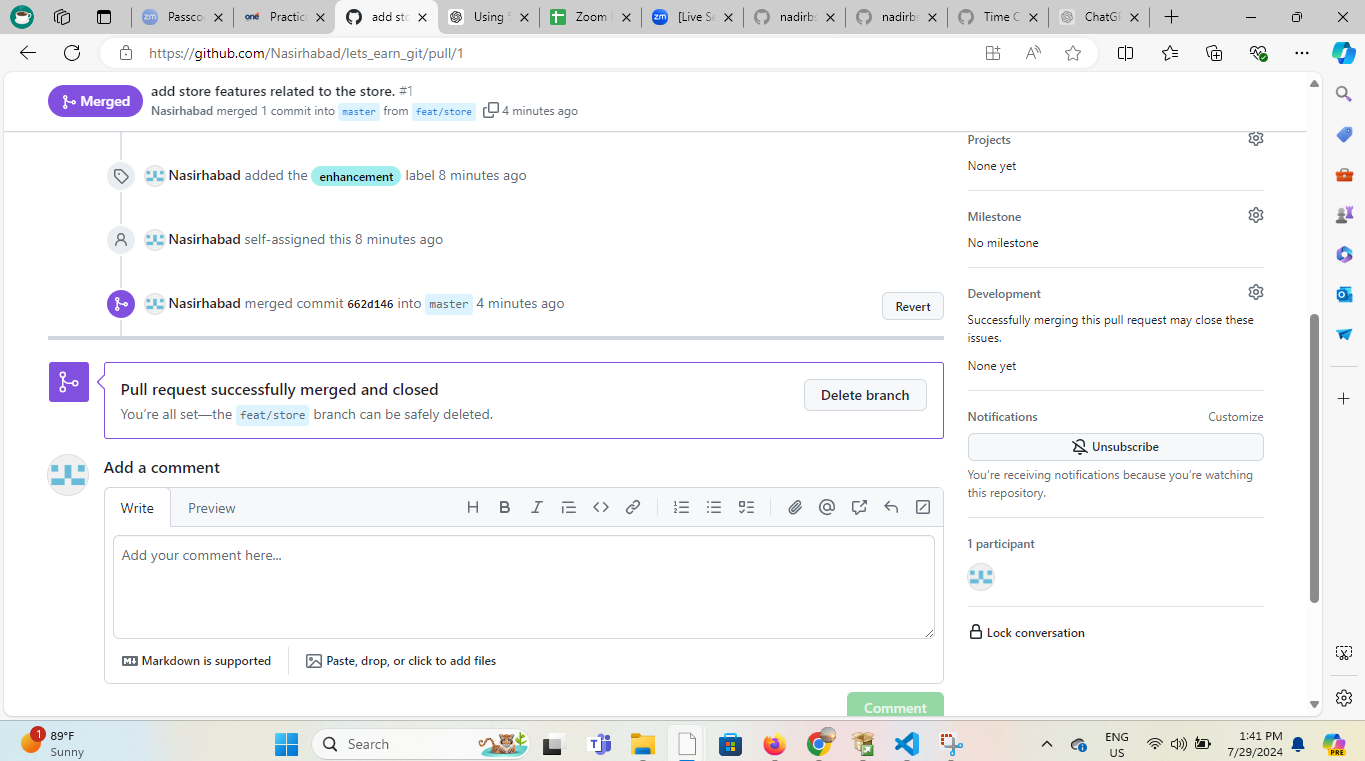 Passco
Practic
add sto
Using
Zoom
[Live Se
nadirbs
nadirbs
Time C
ChatGP
https://github.com/Nasirhabad/lets_earn_git/pull/1
Merged
add store features related to the store. #1
Nasirhabad merged 1 commit into master from feat/store 4 minutes ago
Nasirhabad added the enhancement label 8 minutes ago
Nasirhabad self-assigned this 8 minutes ago
Nasirhabad merged commit 662d146 into master 4 minutes ago
Revert
Pull request successfully merged and closed
You're all set—the feat/store branch can be safely deleted.
Delete branch
Add a comment
Write
Preview
Add your comment here...
Markdown is supported
Paste, drop, or click to add files
Comment
Projects
None yet
Milestone
No milestone
Development
Successfully merging this pull request may close these
issues.
None yet
Notifications
Customize
Unsubscribe
You're receiving notifications because you're watching
this repository.
1 participant
Lock conversation
1
89°F
Sunny
Search
ENG
US
1:41 PM
7/29/2024
PRE